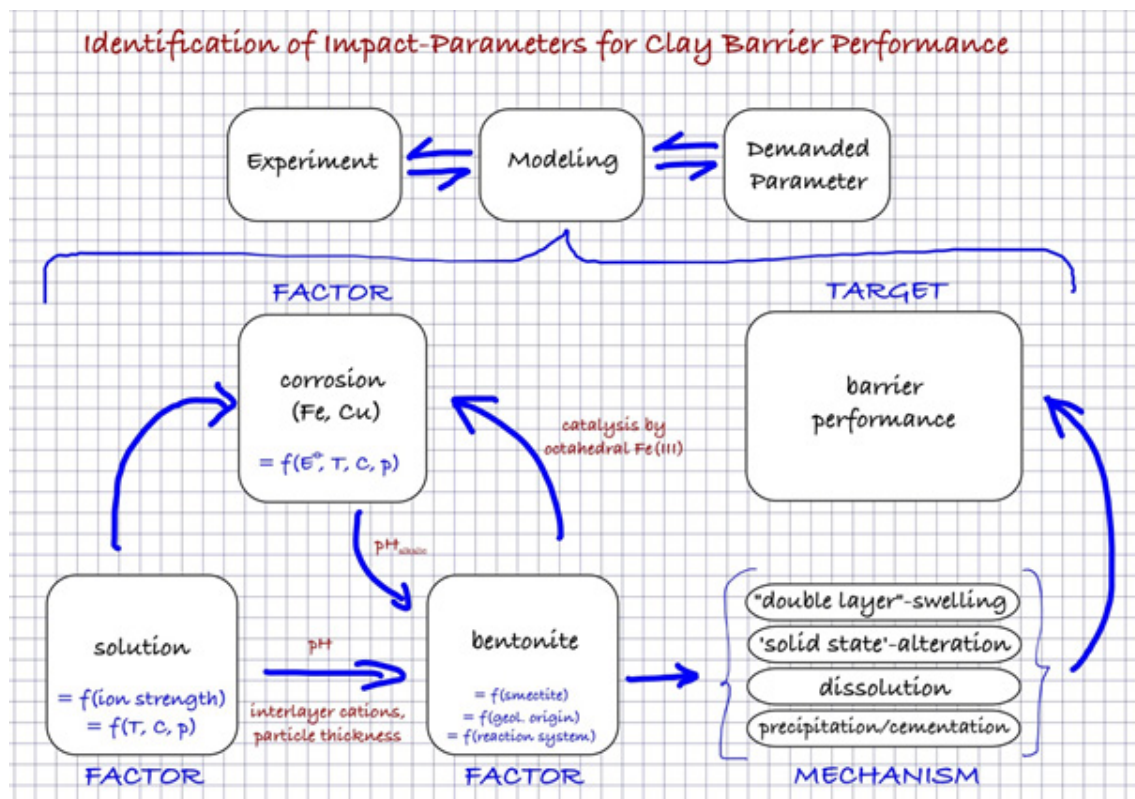 Identification of Impact-Parameters for Clay Barrier Performance
Experiment
Modeling
Demanded
Parameter
FACTOR
TARGET
corrosion
(Fe, Cu)
= f(E°, T, C, p)
catalysis by
octahedral Fe(III)
barrier
performance
pH alkalic
solution
= f(ion strength)
= f(T, C, p)
pH
interlayer cations,
particle thickness
bentonite
= f(smectite)
= f(geol. origin)
= f(reaction system)
"double layer"-swelling
'solid state'-alteration
dissolution
precipitation/cementation
FACTOR
FACTOR
MECHANISM